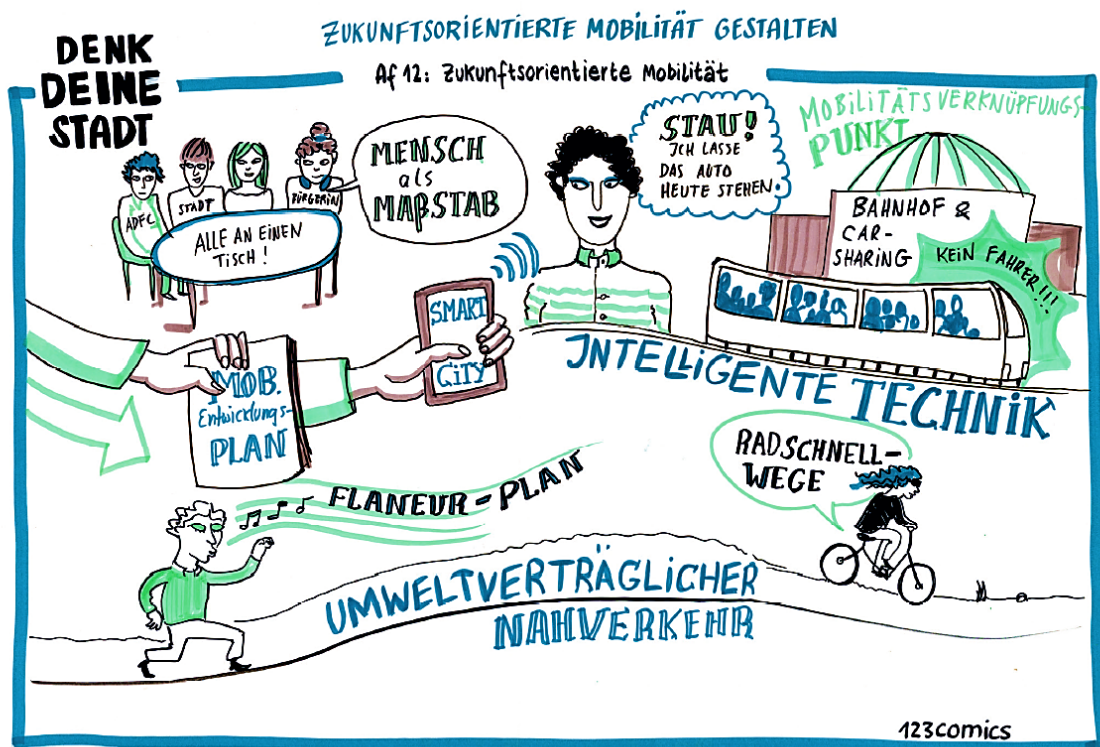 ZUKUNFTSORIENTIERTE MOBILITÄT GESTALTEN
Af 12: Zukunftsorientierte Mobilität
DENK
DEINE
STADT
ADFC
STADT
BÜRGERIN
ALLE AN EINEN
TISCH!
MENSCH
als
MAßSTAB
STAU!
ICH LASSE
DAS AUTO
HEUTE STEHEN.
MOBILITÄTSVERKNÜPFUNGS-
PUNKT
BAHNHOF &
CAR-
SHARING
KEIN FAHRER!!!
SMART
CITY
MOB.
Entwicklungs-
PLAN
INTELLIGENTE TECHNIK
FLANEUR-PLAN
RADSCHNELL-
WEGE
UMWELTVERTRÄGLICHER
NAHVERKEHR
123comics